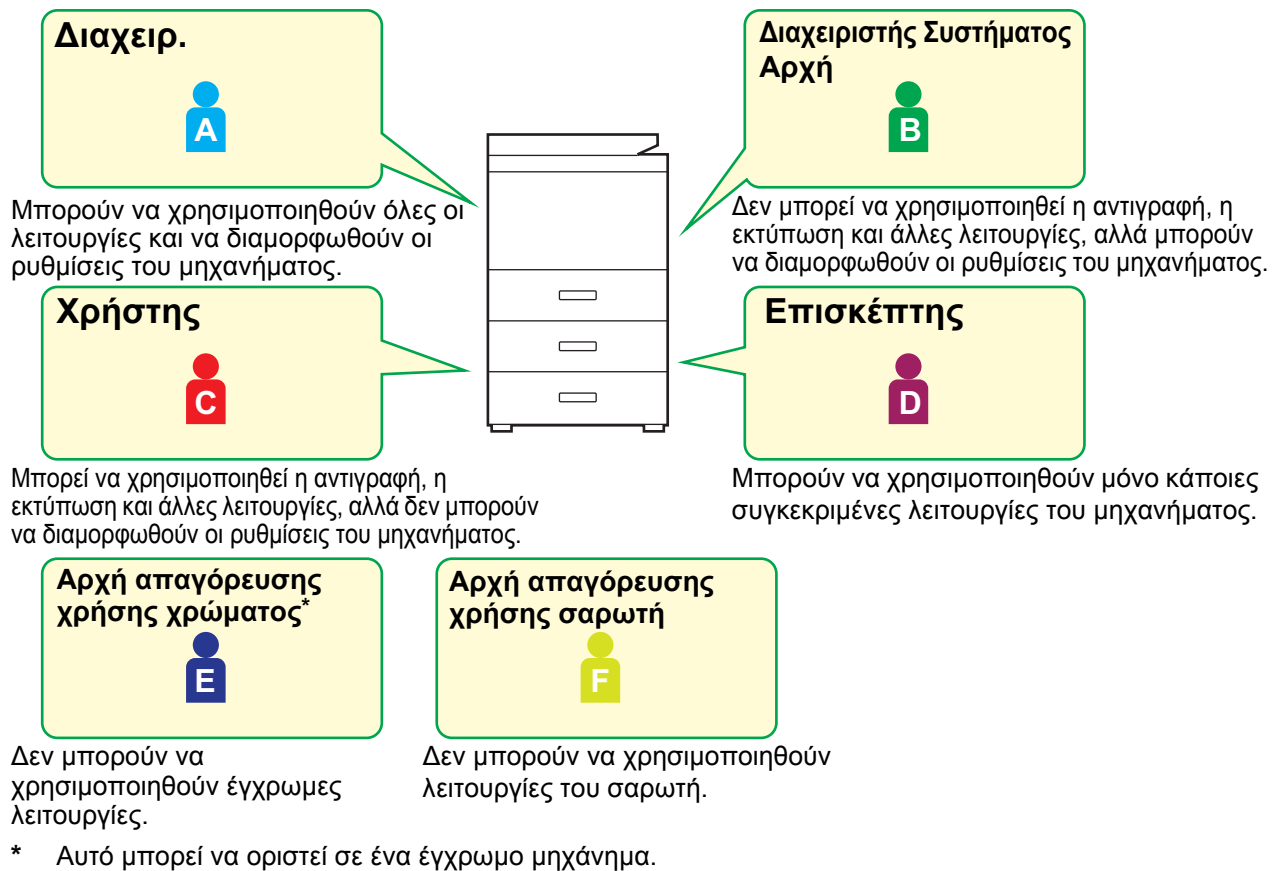 Διαχειρ.
A
Μπορούν να χρησιμοποιηθούν όλες οι
λειτουργίες και να διαμορφωθούν οι
ρυθμίσεις του μηχανήματος.
Διαχειριστής Συστήματος
Αρχή
B
Δεν μπορεί να χρησιμοποιηθεί η αντιγραφή, η
εκτύπωση και άλλες λειτουργίες, αλλά μπορούν
να διαμορφωθούν οι ρυθμίσεις του μηχανήματος.
Χρήστης
C
Μπορεί να χρησιμοποιηθεί η αντιγραφή, η
εκτύπωση και άλλες λειτουργίες, αλλά δεν μπορούν
να διαμορφωθούν οι ρυθμίσεις του μηχανήματος.
Επισκέπτης
D
Μπορούν να χρησιμοποιηθούν μόνο κάποιες
συγκεκριμένες λειτουργίες του μηχανήματος.
Αρχή απαγόρευσης
χρήσης χρώματος*
E
Δεν μπορούν να
χρησιμοποιηθούν έγχρωμες
λειτουργίες.
Αρχή απαγόρευσης
χρήσης σαρωτή
F
Δεν μπορούν να χρησιμοποιηθούν
λειτουργίες του σαρωτή.
* Αυτό μπορεί να οριστεί σε ένα έγχρωμο μηχάνημα.